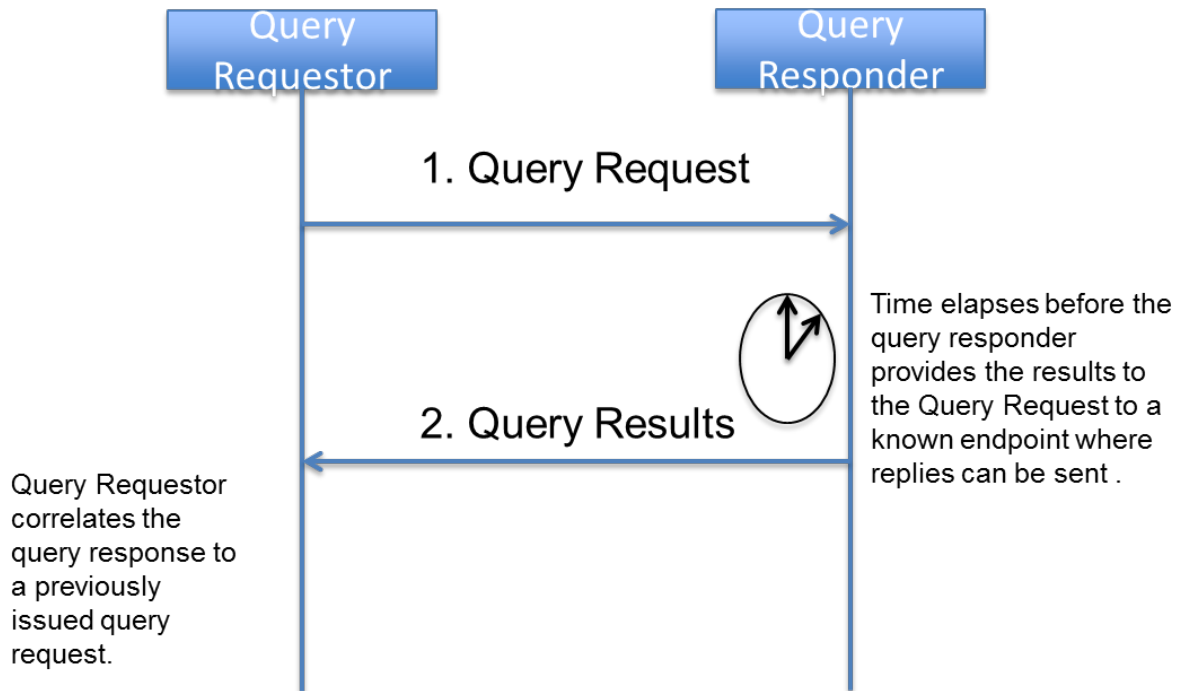 Query
Requestor
Query
Responder
1. Query Request
Time elapses before the
query responder
provides the results to
the Query Request to a
known endpoint where
replies can be sent .
2. Query Results
Query Requestor
correlates the
query response to
a previously
issued query
request.